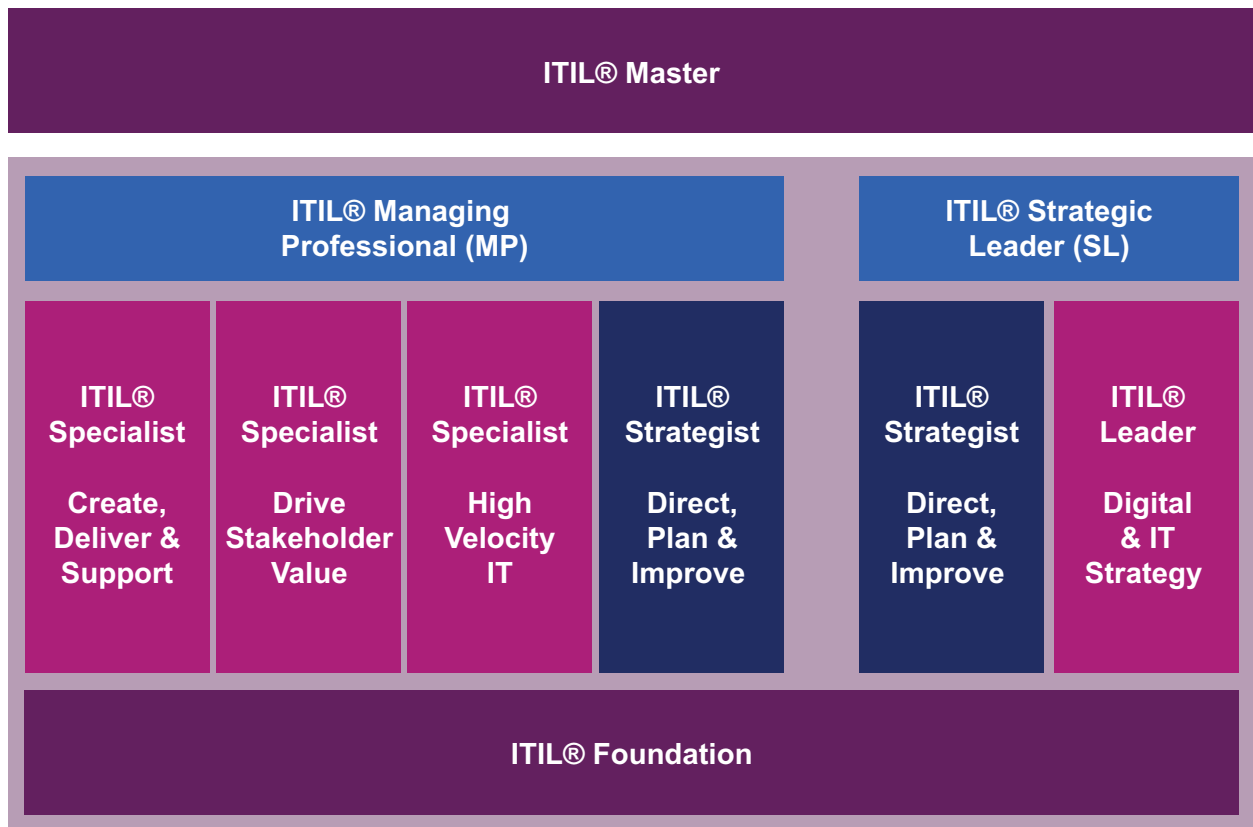 ITIL® Master
ITIL® Managing
Professional (MP)
ITIL® Strategic
Leader (SL)
ITIL®
Specialist
Create,
Deliver &
Support
ITIL®
Specialist
Drive
Stakeholder
Value
ITIL®
Specialist
High
Velocity
IT
ITIL®
Strategist
Direct,
Plan &
Improve
ITIL®
Strategist
Direct,
Plan &
Improve
ITIL®
Leader
Digital
& IT
Strategy
ITIL® Foundation